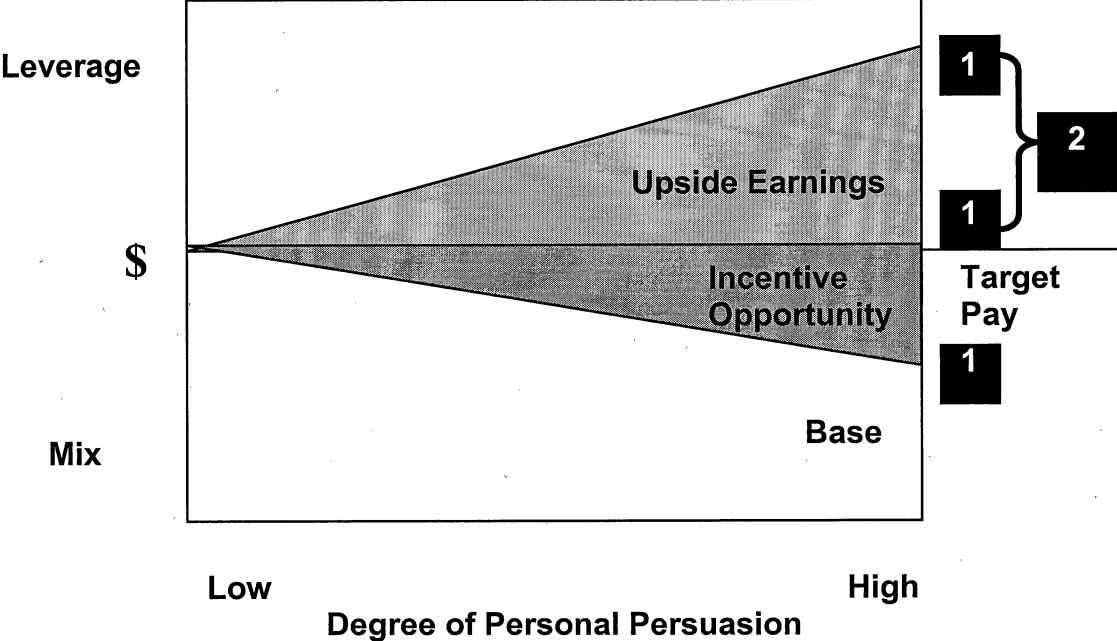 Leverage
1
2
Upside Earnings
1
$
Incentive
Opportunity
Target
Pay
1
Base
Mix
Low
High
Degree of Personal Persuasion